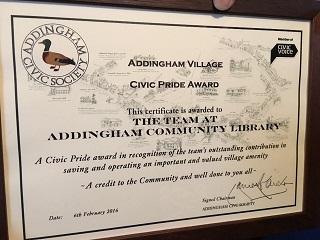 ADDINGHAM
CIVIC SOCIETY
Member of
CIVIC
VOICE
ADDINGHAM VILLAGE
CIVIC PRIDE AWARD
This certificate is awarded to
THE TEAM AT
ADDINGHAM COMMUNITY LIBRARY
A Civic Pride award in recognition of the team's outstanding contribution in
saving and operating an important and valued village amenity
-A credit to the Community and well done to you all-
Signed Chairman
ADDINGHAM CIVIC SOCIETY
Date: 6th February 2016